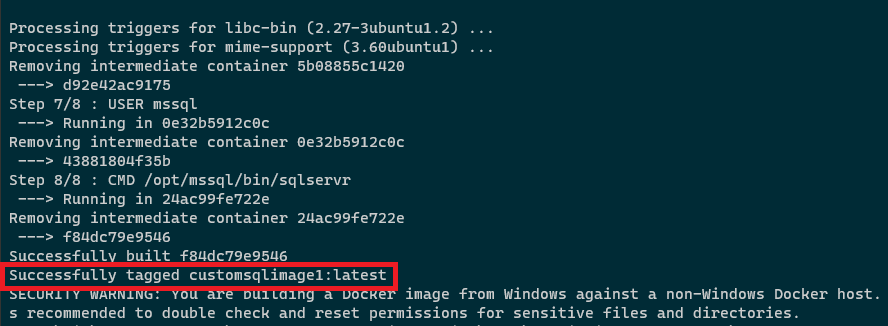 Processing triggers for libc-bin (2.27-3ubuntu1.2) ...
Processing triggers for mime-support (3.60ubuntu1) ...
Removing intermediate container 5b08855c1420
 ---> d92e42ac9175
Step 7/8 : USER mssql
 ---> Running in 0e32b5912c0c
Removing intermediate container 0e32b5912c0c
 ---> 43881804f35b
Step 8/8 : CMD /opt/mssql/bin/sqlservr
 ---> Running in 24ac99fe722e
Removing intermediate container 24ac99fe722e
 ---> f84dc79e9546
Successfully built f84dc79e9546
Successfully tagged customsqlimage1:latest
SECURITY WARNING: You are building a Docker image from Windows against a non-Windows Docker host.
s recommended to double check and reset permissions for sensitive files and directories.